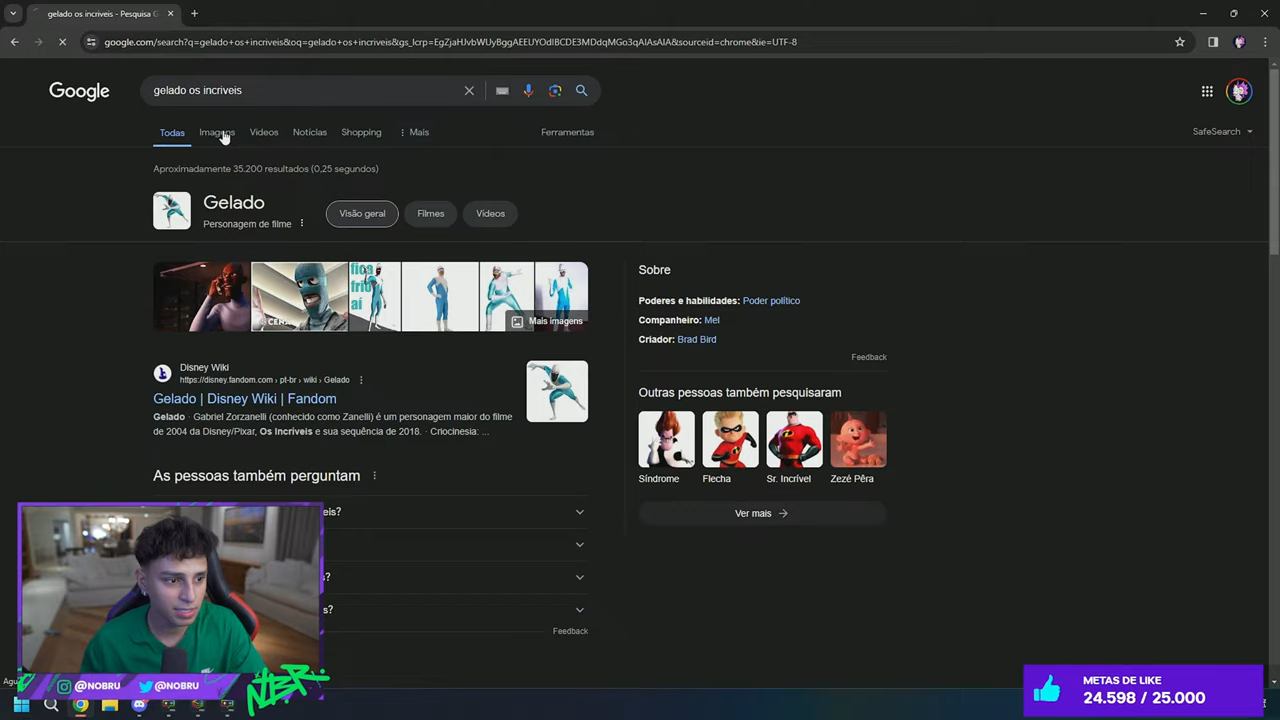 gelado os incriveis - Pesquisa G
google.com/search?q=gelado+os+incriveis&oq=gelado+os+incriveis&gs_lcrp=EgZjaHJvbWUyBggAEEUYOdIBCDE3MDdqMGo3qAIAsAIA&sourceid=chrome&ie=UTF-8
Google
gelado os incriveis
Todas
Imagens
Vídeos
Notícias
Shopping
Mais
Ferramentas
SafeSearch
Aproximadamente 35.200 resultados (0,25 segundos)
Gelado
Personagem de filme
Visão geral
Filmes
Vídeos
fica
frio
aí
Mais imagens
Disney Wiki
https://disney.fandom.com › pt-br › wiki › Gelado
Gelado | Disney Wiki | Fandom
Gelado · Gabriel Zorzanelli (conhecido como Zanelli) é um personagem maior do filme
de 2004 da Disney/Pixar, Os Incríveis e sua sequência de 2018. · Criocinesia: ...
As pessoas também perguntam
eis?
?
s?
s?
Feedback
Sobre
Poderes e habilidades: Poder político
Companheiro: Mel
Criador: Brad Bird
Feedback
Outras pessoas também pesquisaram
Síndrome
Flecha
Sr. Incrível
Zezé Pêra
Ver mais
@NOBRU
@NOBRU
NBR
METAS DE LIKE
24.598 / 25.000